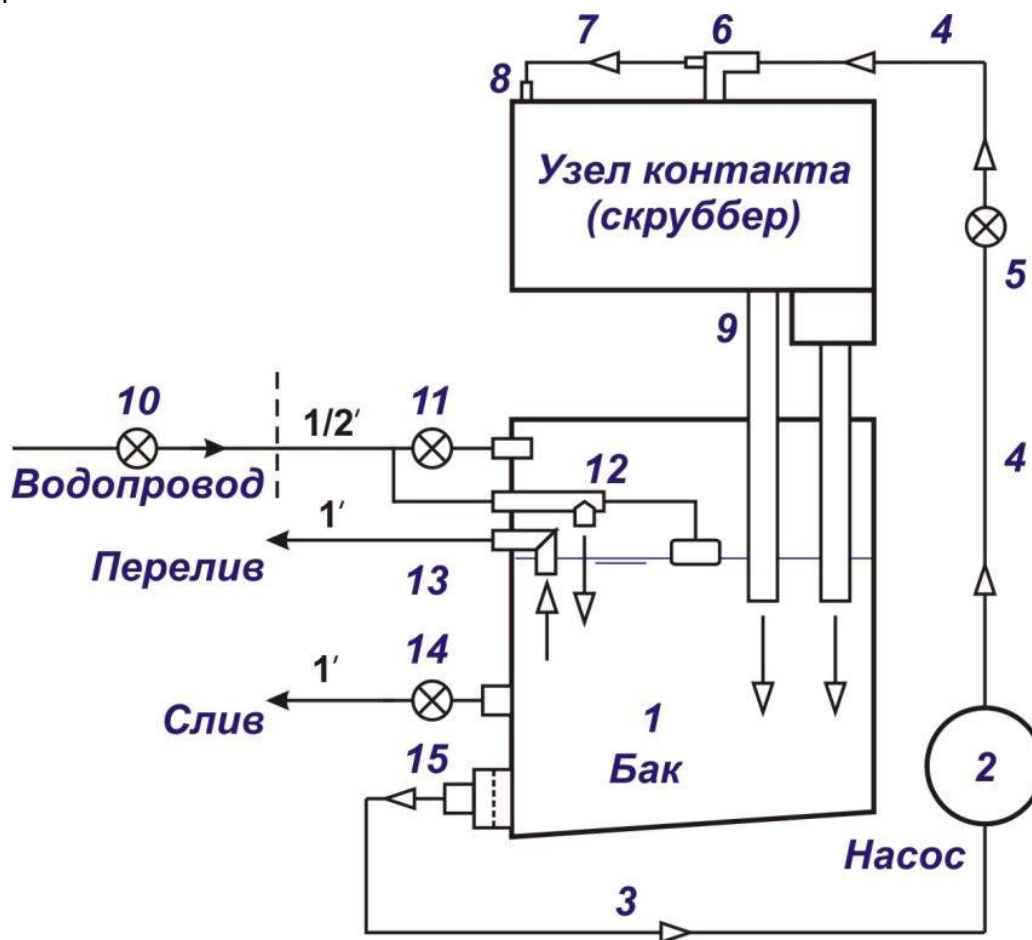 7 6 4
8
Узел контакта
(скруббер)
5
9
10 1/2′ 11
Водопровод
12
4
1′
Перелив
13
14
1′
Слив
1
Бак
15
2
Насос
3